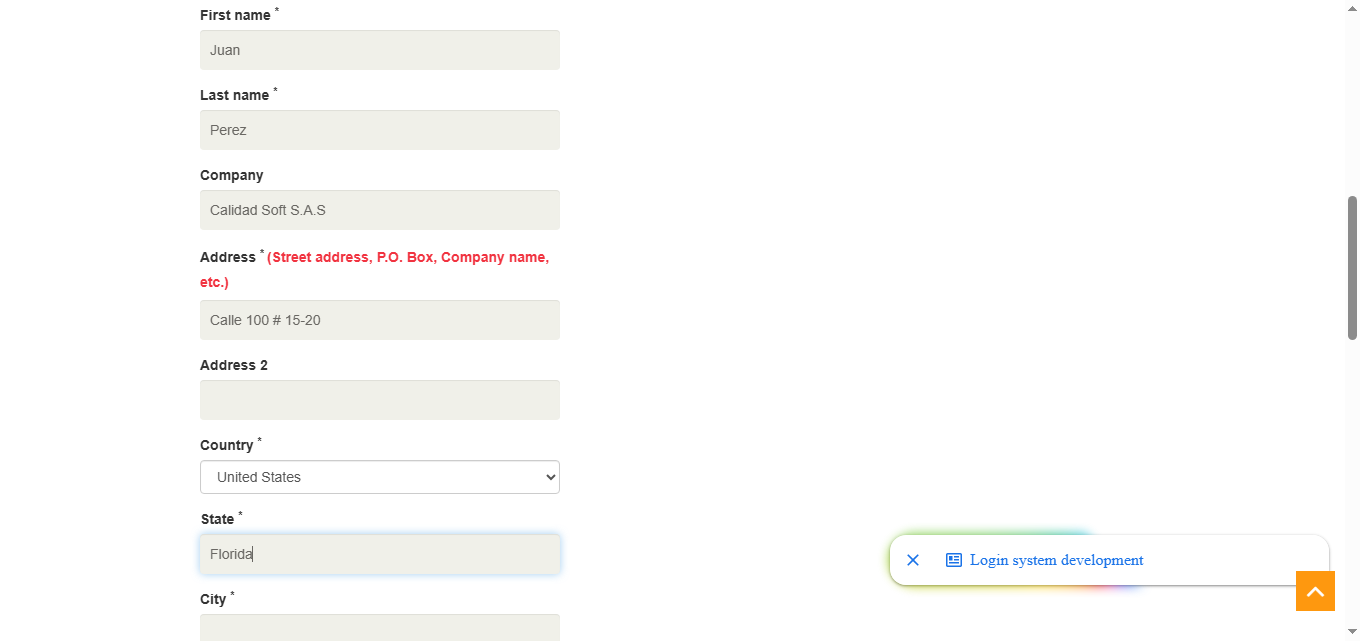 First name *
Juan
Last name *
Perez
Company
Calidad Soft S.A.S
Address * (Street address, P.O. Box, Company name,
etc.)
Calle 100 # 15-20
Address 2
Country *
United States
State *
Florida
City *
Login system development